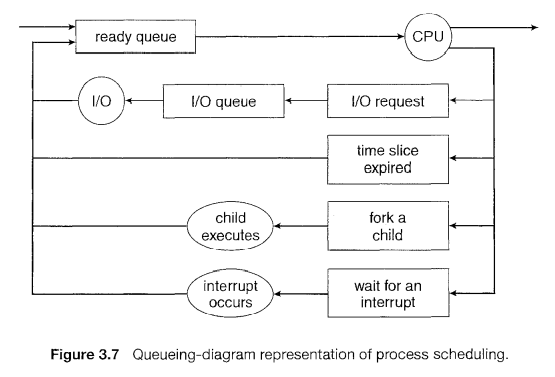 ready queue
CPU
I/O
I/O queue
I/O request
time slice
expired
child
executes
fork a
child
interrupt
occurs
wait for an
interrupt
Figure 3.7 Queueing-diagram representation of process scheduling.